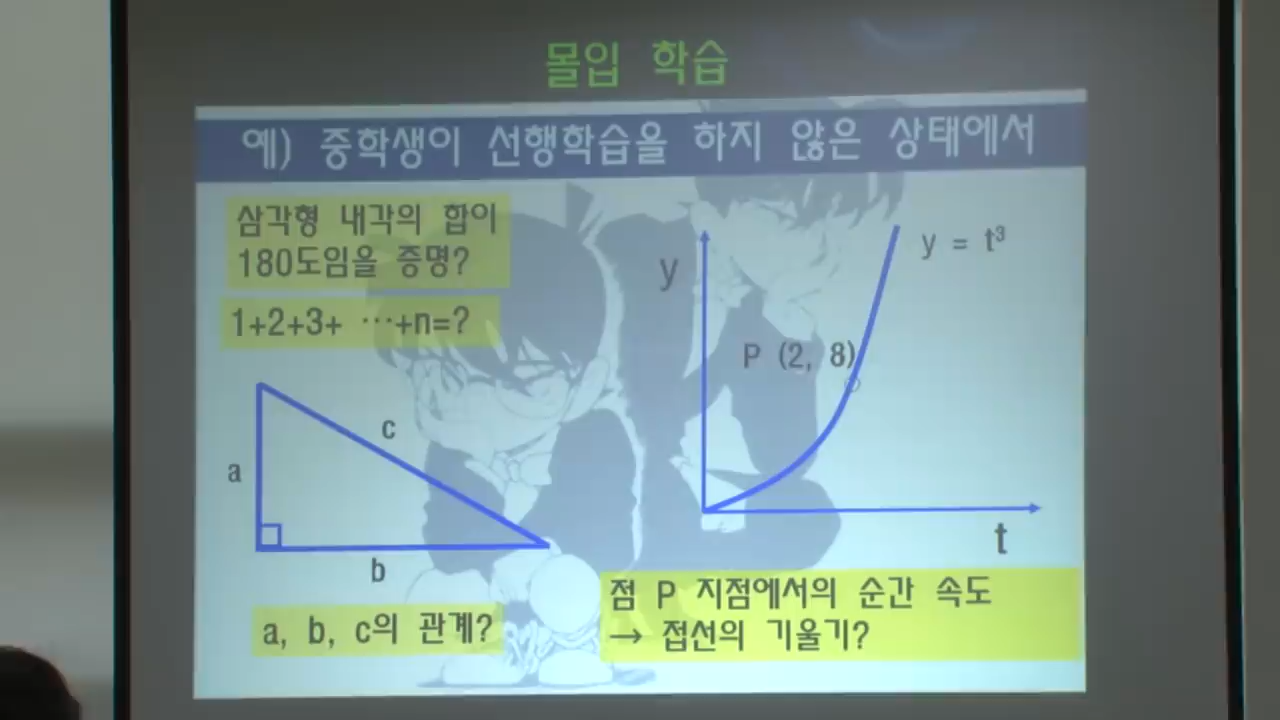 몰입 학습
예) 중학생이 선행학습을 하지 않은 상태에서
삼각형 내각의 합이
180도임을 증명?
1+2+3+ …+n=?
y = t³
y
P (2, 8)
c
a
b
t
a, b, c의 관계?
점 P 지점에서의 순간 속도
→ 접선의 기울기?